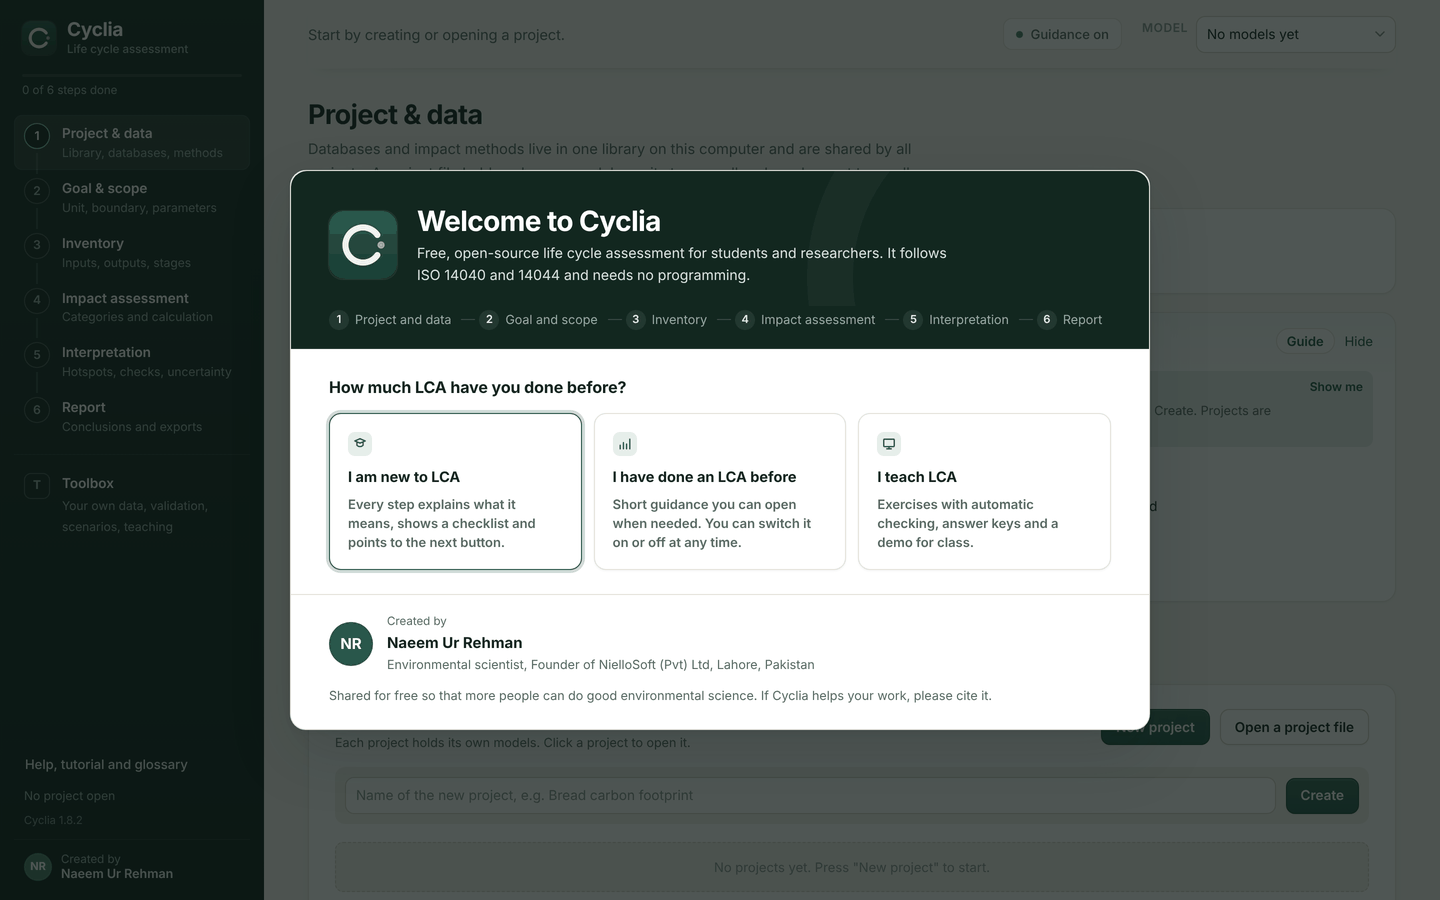 Cyclia
Life cycle assessment
0 of 6 steps done
1
Project & data
Library, databases, methods
2
Goal & scope
Unit, boundary, parameters
3
Inventory
Inputs, outputs, stages
4
Impact assessment
Categories and calculation
5
Interpretation
Hotspots, checks, uncertainty
6
Report
Conclusions and exports
T
Toolbox
Your own data, validation,
scenarios, teaching
Help, tutorial and glossary
No project open
Cyclia 1.8.2
NR
Created by
Naeem Ur Rehman
Start by creating or opening a project.
Guidance on
MODEL
No models yet
Project & data
Databases and impact methods live in one library on this computer and are shared by all
Welcome to Cyclia
Free, open-source life cycle assessment for students and researchers. It follows
ISO 14040 and 14044 and needs no programming.
1 Project and data — 2 Goal and scope — 3 Inventory — 4 Impact assessment — 5 Interpretation — 6 Report
How much LCA have you done before?
I am new to LCA
Every step explains what it
means, shows a checklist and
points to the next button.
I have done an LCA before
Short guidance you can open
when needed. You can switch it
on or off at any time.
I teach LCA
Exercises with automatic
checking, answer keys and a
demo for class.
NR
Created by
Naeem Ur Rehman
Environmental scientist, Founder of NielloSoft (Pvt) Ltd, Lahore, Pakistan
Shared for free so that more people can do good environmental science. If Cyclia helps your work, please cite it.
Guide
Hide
Show me
Create. Projects are
New project
Open a project file
Each project holds its own models. Click a project to open it.
Name of the new project, e.g. Bread carbon footprint
Create
No projects yet. Press "New project" to start.